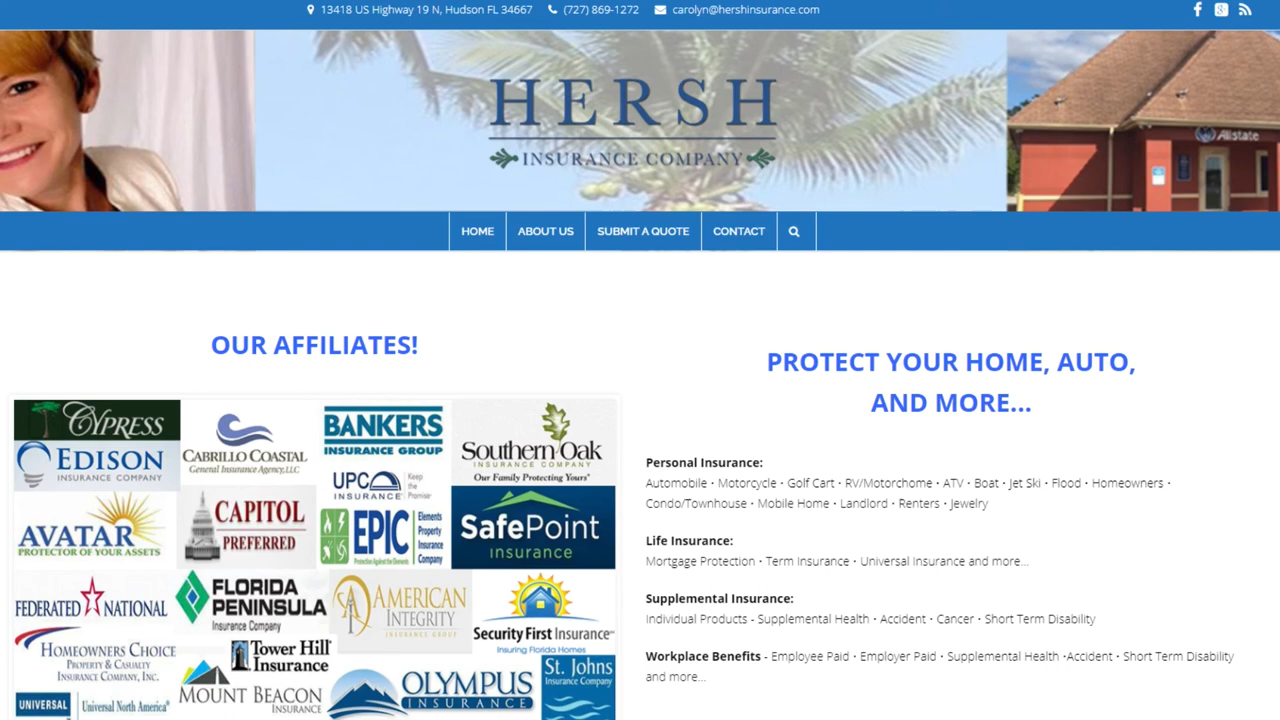 13418 US Highway 19 N, Hudson FL 34667 (727) 869-1272 carolyn@hershinsurance.com
HERSH
INSURANCE COMPANY
Allstate
HOME ABOUT US SUBMIT A QUOTE CONTACT
OUR AFFILIATES!
CYPRESS
EDISON
INSURANCE COMPANY
CABRILLO COASTAL
General Insurance Agency, LLC
BANKERS
INSURANCE GROUP
UPC
INSURANCE
Keep
the
Promise
Southern Oak
INSURANCE COMPANY
Our Family Protecting Yours
AVATAR
PROTECTOR OF YOUR ASSETS
CAPITOL
PREFERRED
EPIC
Elements
Property
Insurance
Company
Protection Against the Elements
SafePoint
insurance
FEDERATED NATIONAL
FLORIDA
PENINSULA
Insurance Company
AMERICAN
INTEGRITY
INSURANCE GROUP
Security First Insurance
Insuring Florida Homes
HOMEOWNERS CHOICE
PROPERTY & CASUALTY
INSURANCE COMPANY, INC.
Tower Hill
Insurance
MOUNT BEACON
INSURANCE
OLYMPUS
INSURANCE
St. Johns
Insurance Company
UNIVERSAL
Universal North America®
PROTECT YOUR HOME, AUTO,
AND MORE...
Personal Insurance:
Automobile • Motorcycle • Golf Cart • RV/Motorchome • ATV • Boat • Jet Ski • Flood • Homeowners •
Condo/Townhouse • Mobile Home • Landlord • Renters • Jewelry
Life Insurance:
Mortgage Protection • Term Insurance • Universal Insurance and more...
Supplemental Insurance:
Individual Products - Supplemental Health • Accident • Cancer • Short Term Disability
Workplace Benefits - Employee Paid • Employer Paid • Supplemental Health •Accident • Short Term Disability
and more...